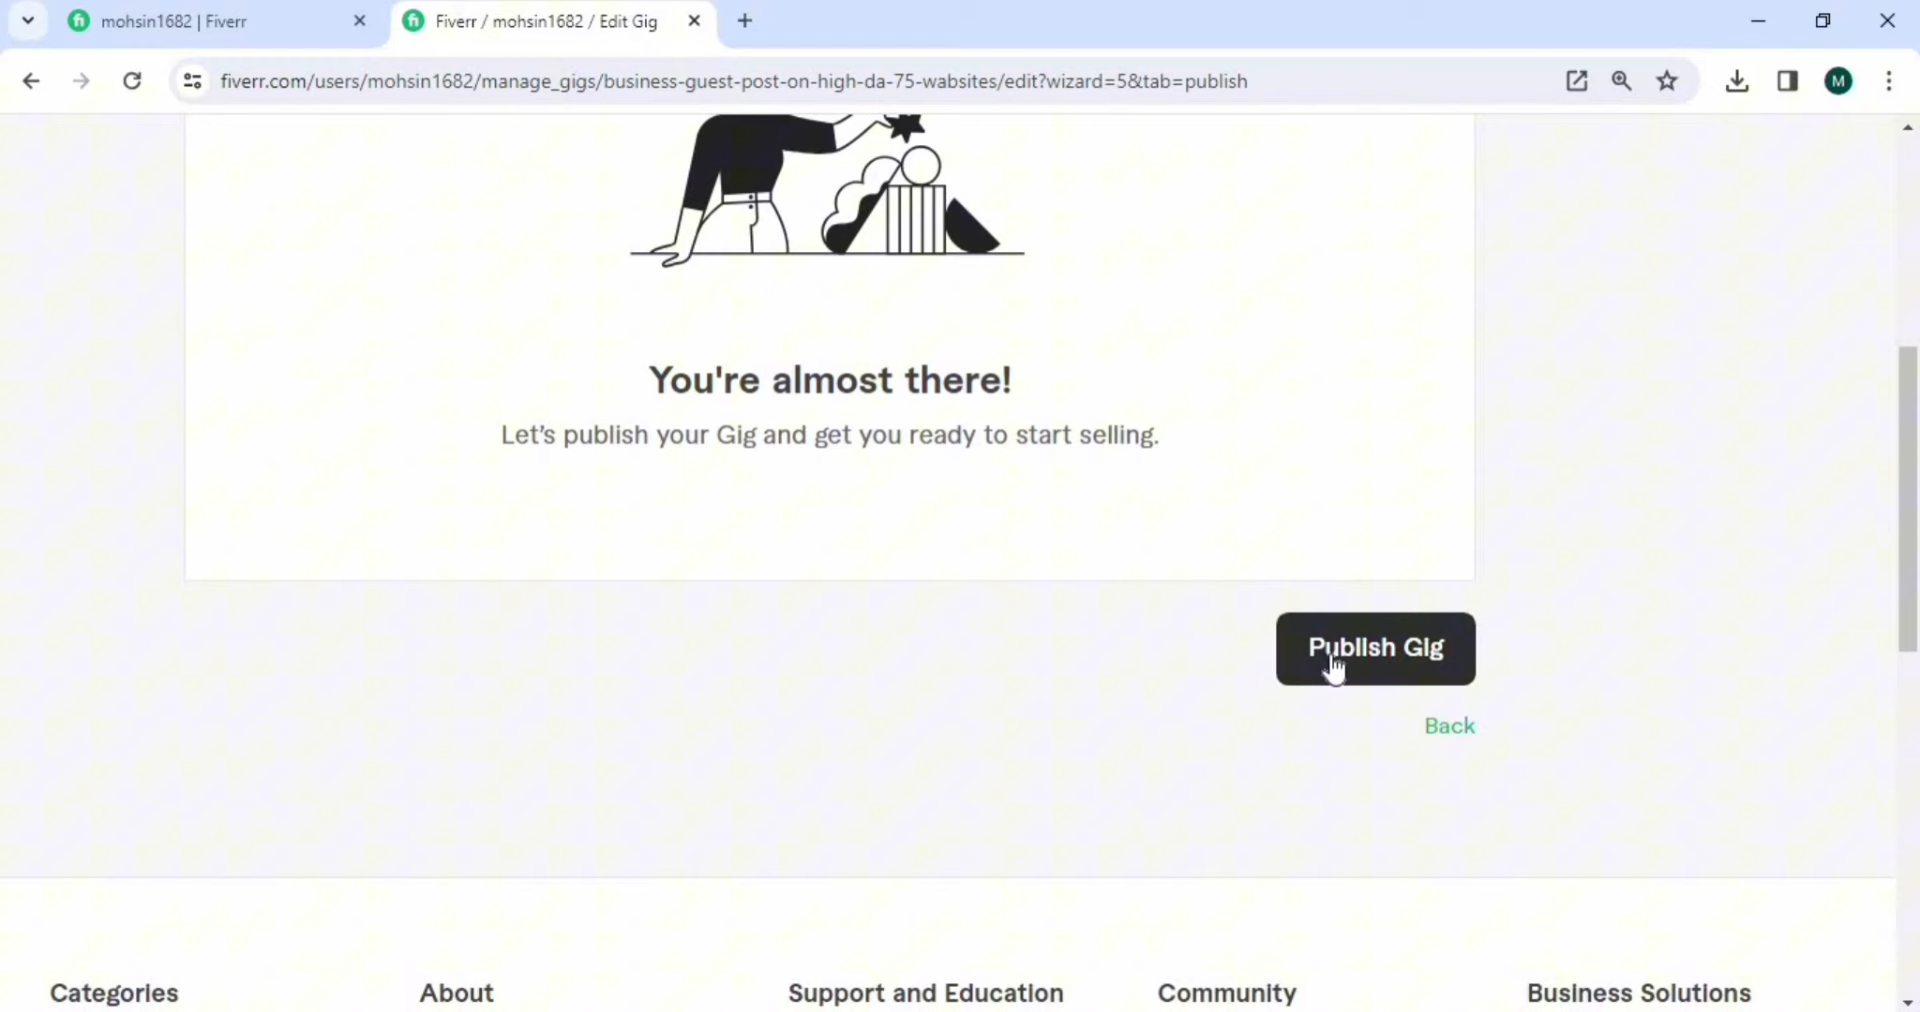 mohsin1682 | Fiverr
Fiverr / mohsin1682 / Edit Gig
fiverr.com/users/mohsin1682/manage_gigs/business-guest-post-on-high-da-75-wabsites/edit?wizard=5&tab=publish
M
You're almost there!
Let's publish your Gig and get you ready to start selling.
Publish Gig
Back
Categories
About
Support and Education
Community
Business Solutions